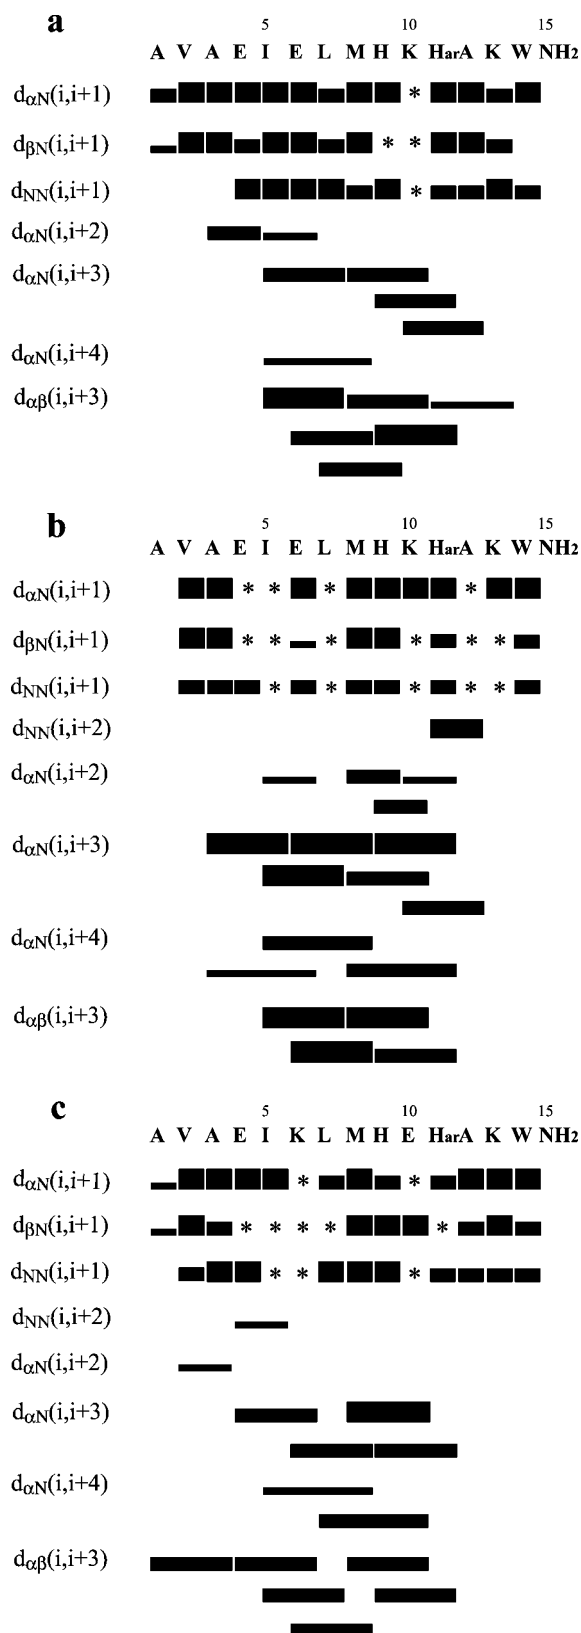 a
5 10 15
A V A E I E L M H K HarA K W NH2
dαN(i,i+1) *
dβN(i,i+1) * *
dNN(i,i+1) *
dαN(i,i+2)
dαN(i,i+3)
dαN(i,i+4)
dαβ(i,i+3)
b
5 10 15
A V A E I E L M H K HarA K W NH2
dαN(i,i+1) * * * *
dβN(i,i+1) * * * * * *
dNN(i,i+1) * * * * *
dNN(i,i+2)
dαN(i,i+2)
dαN(i,i+3)
dαN(i,i+4)
dαβ(i,i+3)
c
5 10 15
A V A E I K L M H E HarA K W NH2
dαN(i,i+1) * *
dβN(i,i+1) * * * * *
dNN(i,i+1) * * *
dNN(i,i+2)
dαN(i,i+2)
dαN(i,i+3)
dαN(i,i+4)
dαβ(i,i+3)